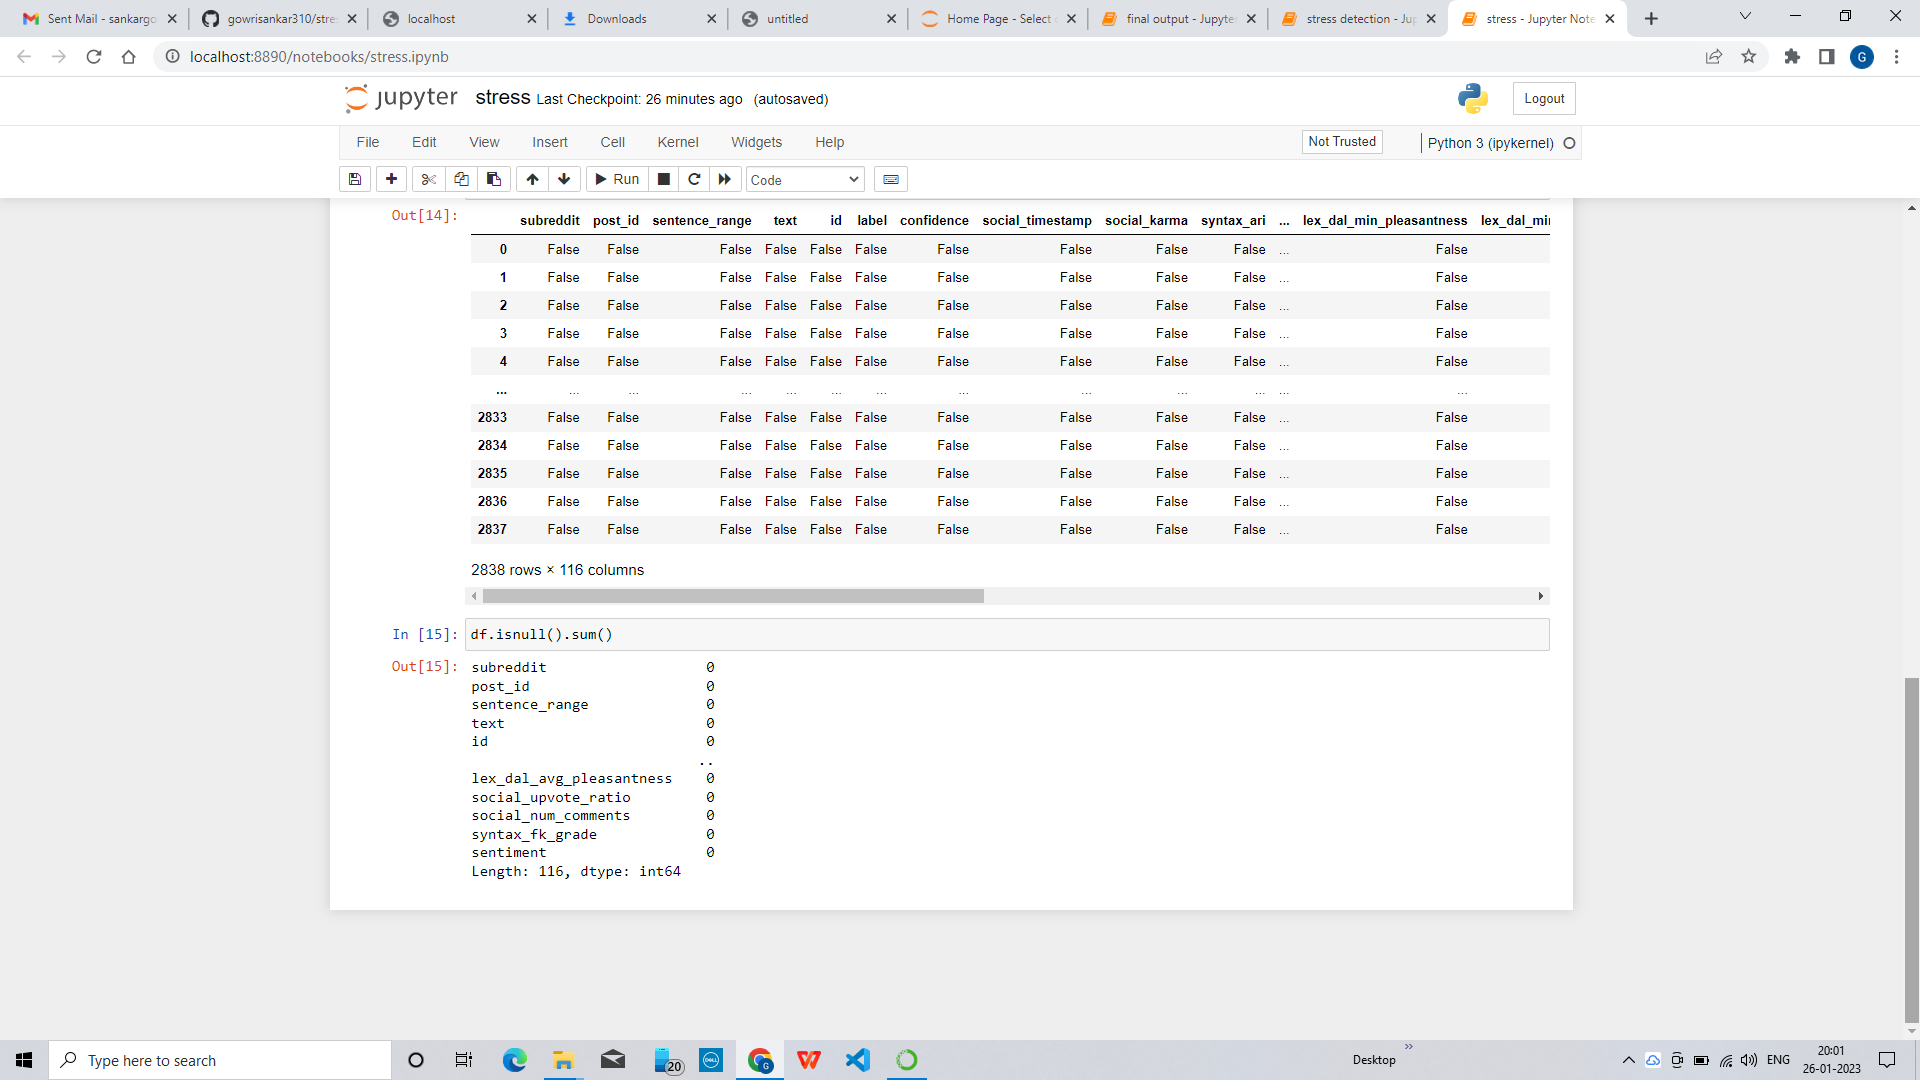 Sent Mail - sankargo
gowrisankar310/stre
localhost
Downloads
untitled
Home Page - Select
final output - Jupyte
stress detection - Jup
stress - Jupyter Note
localhost:8890/notebooks/stress.ipynb
G
jupyter stress Last Checkpoint: 26 minutes ago (autosaved)
Logout
File Edit View Insert Cell Kernel Widgets Help
Not Trusted
Python 3 (ipykernel)
Run
Code
Out[14]:
subreddit post_id sentence_range text id label confidence social_timestamp social_karma syntax_ari ... lex_dal_min_pleasantness lex_dal_min
0 False False False False False False False False False False ... False
1 False False False False False False False False False False ... False
2 False False False False False False False False False False ... False
3 False False False False False False False False False False ... False
4 False False False False False False False False False False ... False
... ... ... ... ... ... ... ... ... ... ... ... ...
2833 False False False False False False False False False False ... False
2834 False False False False False False False False False False ... False
2835 False False False False False False False False False False ... False
2836 False False False False False False False False False False ... False
2837 False False False False False False False False False False ... False
2838 rows × 116 columns
In [15]: df.isnull().sum()
Out[15]: subreddit 0
post_id 0
sentence_range 0
text 0
id 0
..
lex_dal_avg_pleasantness 0
social_upvote_ratio 0
social_num_comments 0
syntax_fk_grade 0
sentiment 0
Length: 116, dtype: int64
Type here to search
20
DELL
G
Desktop
»
ENG
20:01
26-01-2023